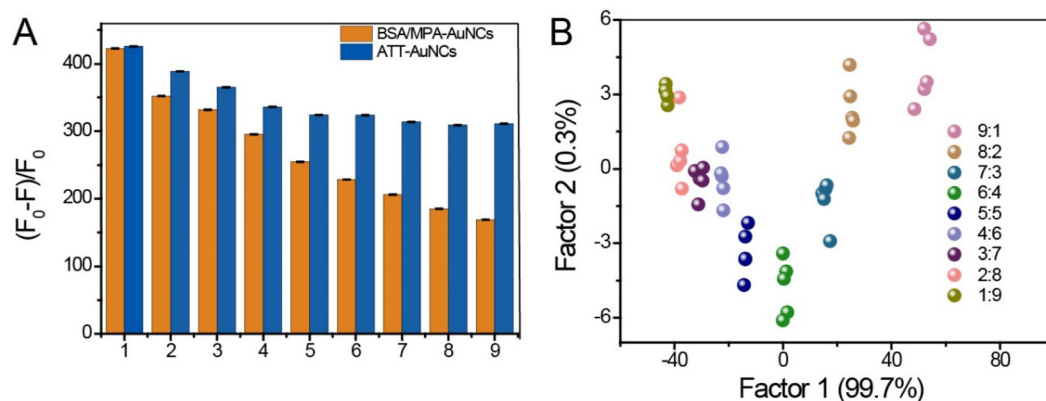 A
BSA/MPA-AuNCs
ATT-AuNCs
(F0-F)/F0
400
300
200
100
0
1 2 3 4 5 6 7 8 9
B
Factor 2 (0.3%)
6
3
0
-3
-6
9:1
8:2
7:3
6:4
5:5
4:6
3:7
2:8
1:9
-40 0 40 80
Factor 1 (99.7%)